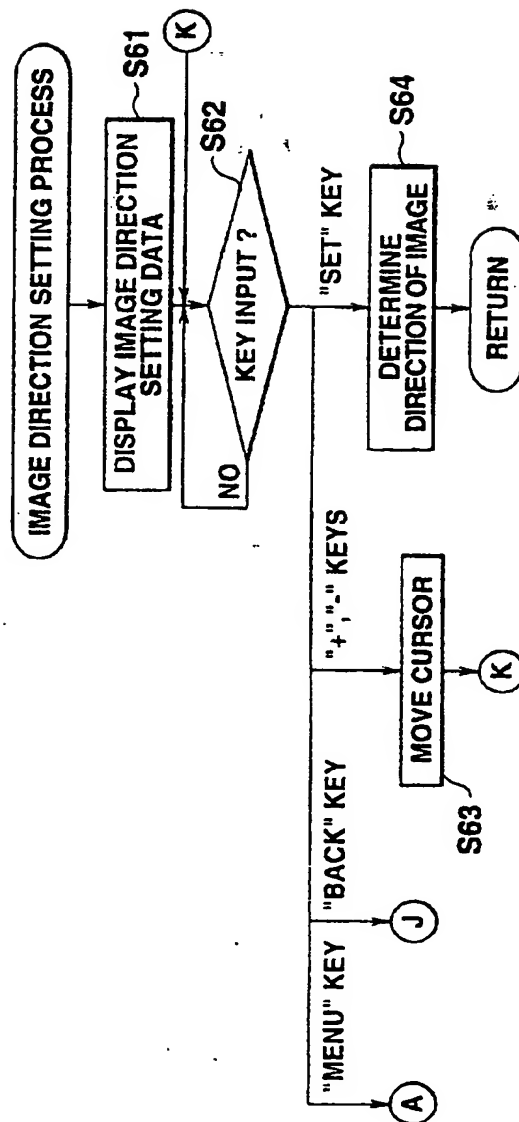 IMAGE DIRECTION SETTING PROCESS
DISPLAY IMAGE DIRECTION
SETTING DATA
S61
K
KEY INPUT ?
S62
NO
"MENU" KEY
"BACK" KEY
"+","-" KEYS
"SET" KEY
A
J
MOVE CURSOR
S63
K
DETERMINE
DIRECTION OF IMAGE
S64
RETURN